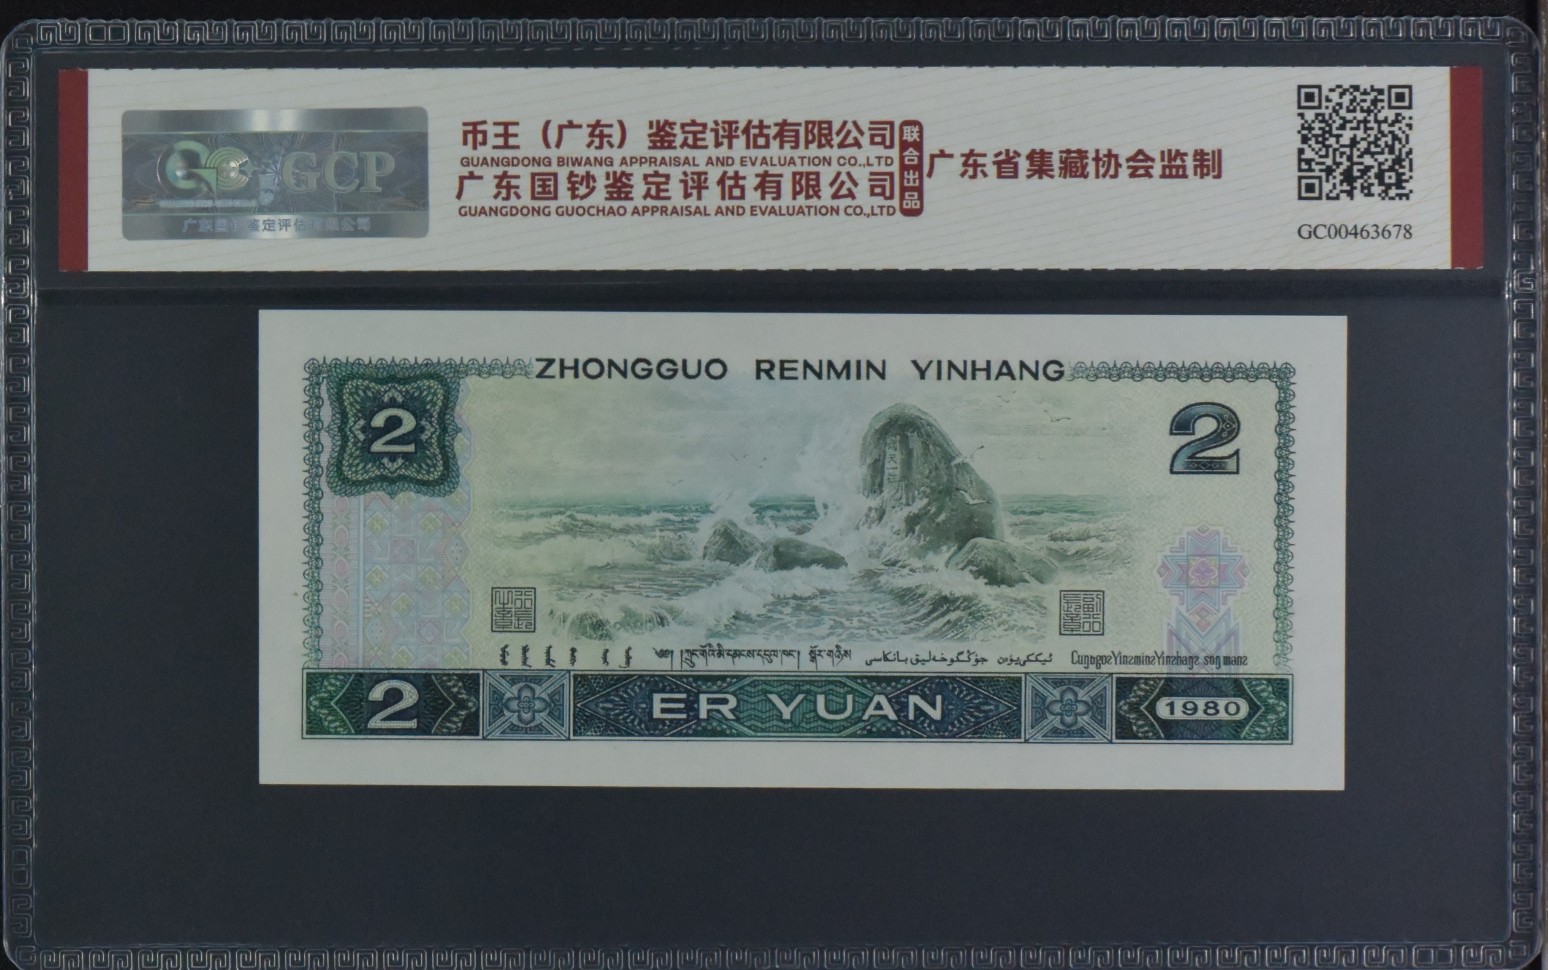 GCP
币王（广东）鉴定评估有限公司
GUANGDONG BIWANG APPRAISAL AND EVALUATION CO.,LTD
广东国钞鉴定评估有限公司
GUANGDONG GUOCHAO APPRAISAL AND EVALUATION CO.,LTD
联合出品
广东省集藏协会监制
GC00463678
ZHONGGUO RENMIN YINHANG
2
2
2
ER YUAN
1980